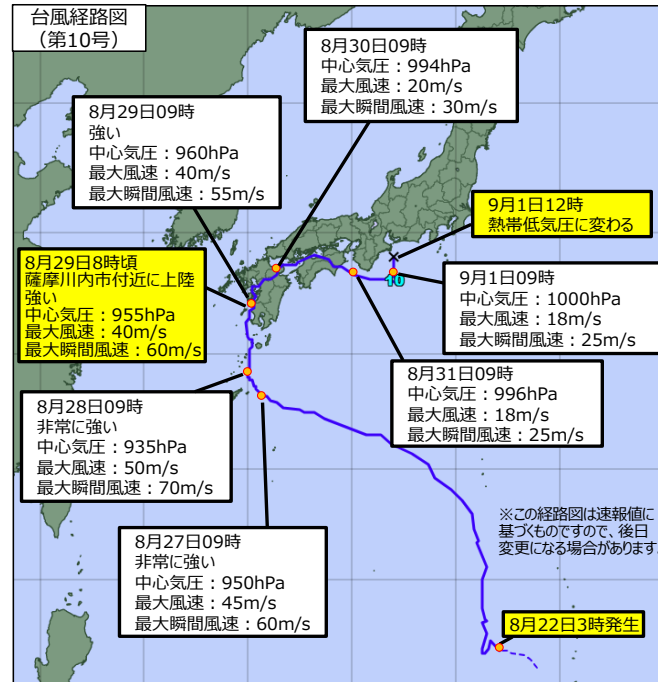 台風経路図
（第10号）
8月30日09時
中心気圧：994hPa
最大風速：20m/s
最大瞬間風速：30m/s
8月29日09時
強い
中心気圧：960hPa
最大風速：40m/s
最大瞬間風速：55m/s
9月1日12時
熱帯低気圧に変わる
8月29日8時頃
薩摩川内市付近に上陸
強い
中心気圧：955hPa
最大風速：40m/s
最大瞬間風速：60m/s
10
9月1日09時
中心気圧：1000hPa
最大風速：18m/s
最大瞬間風速：25m/s
8月31日09時
中心気圧：996hPa
最大風速：18m/s
最大瞬間風速：25m/s
8月28日09時
非常に強い
中心気圧：935hPa
最大風速：50m/s
最大瞬間風速：70m/s
8月27日09時
非常に強い
中心気圧：950hPa
最大風速：45m/s
最大瞬間風速：60m/s
※この経路図は速報値に
基づくものですので、後日
変更になる場合があります。
8月22日3時発生